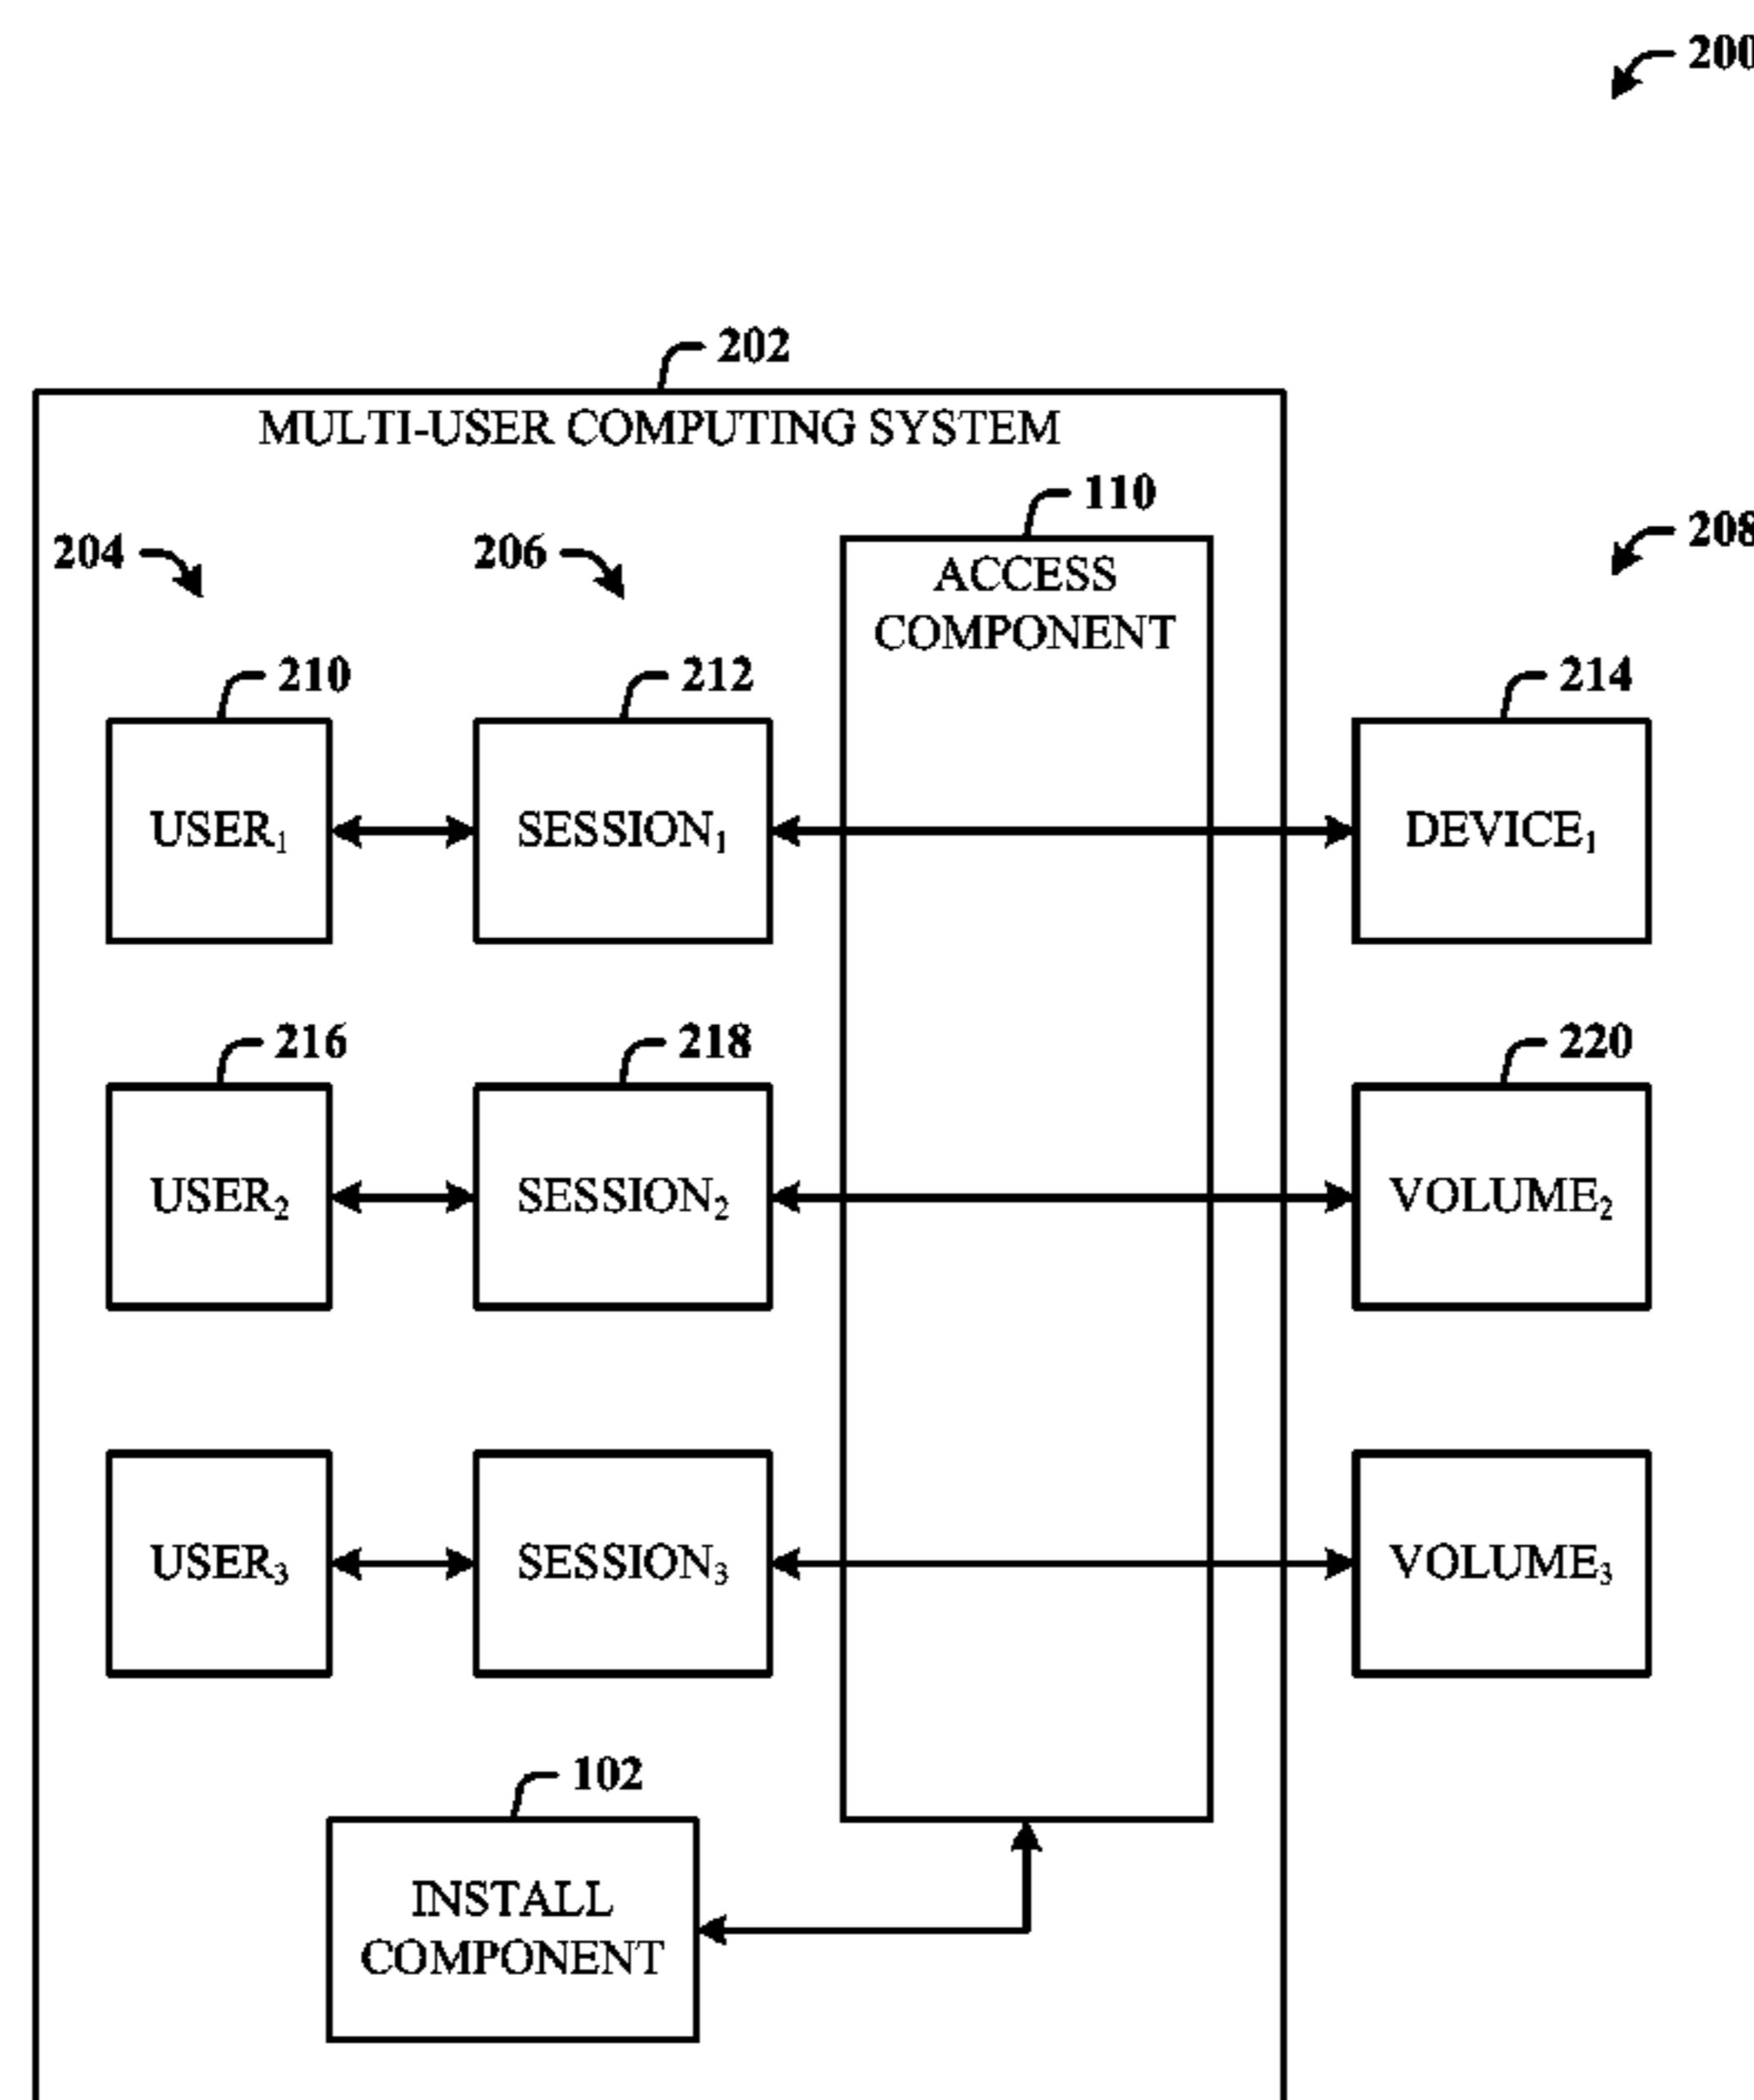 200
202
MULTI-USER COMPUTING SYSTEM
110
204
206
208
ACCESS
COMPONENT
210
212
214
USER₁
SESSION₁
DEVICE₁
216
218
220
USER₂
SESSION₂
VOLUME₂
USER₃
SESSION₃
VOLUME₃
102
INSTALL
COMPONENT